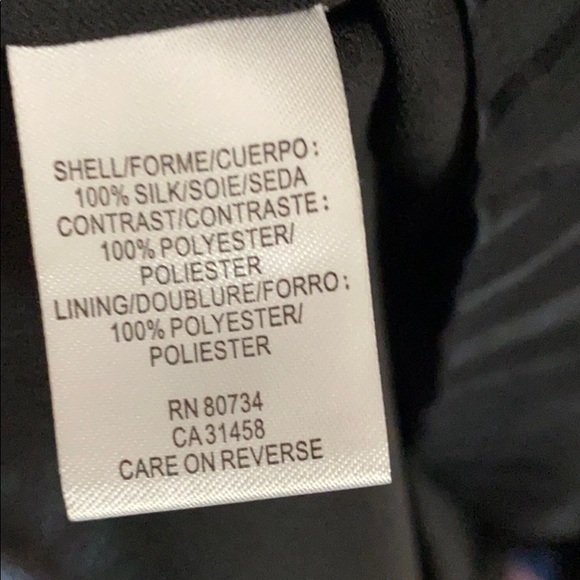 SHELL/FORME/CUERPO:
100% SILK/SOIE/SEDA
CONTRAST/CONTRASTE:
100% POLYESTER/
POLIESTER
LINING/DOUBLURE/FORRO:
100% POLYESTER/
POLIESTER
RN 80734
CA 31458
CARE ON REVERSE